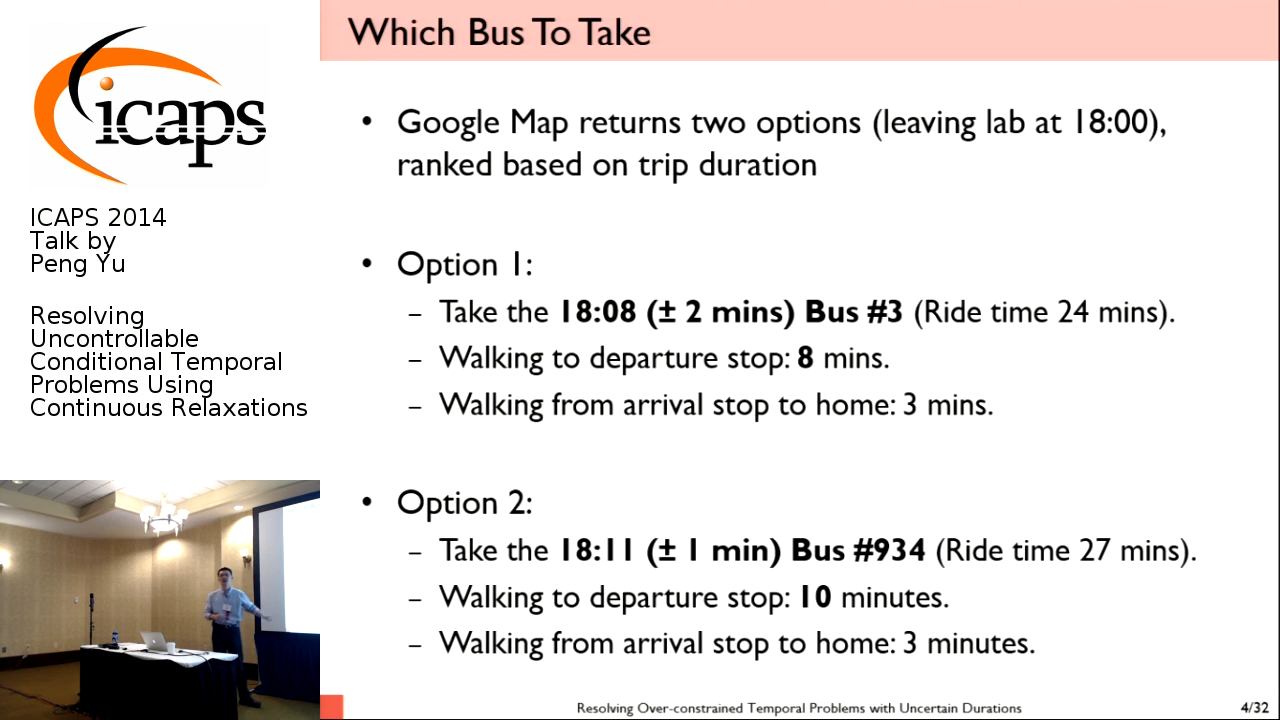 icaps
ICAPS 2014
Talk by
Peng Yu
Resolving
Uncontrollable
Conditional Temporal
Problems Using
Continuous Relaxations
Which Bus To Take
• Google Map returns two options (leaving lab at 18:00),
ranked based on trip duration
• Option 1:
– Take the 18:08 (± 2 mins) Bus #3 (Ride time 24 mins).
– Walking to departure stop: 8 mins.
– Walking from arrival stop to home: 3 mins.
• Option 2:
– Take the 18:11 (± 1 min) Bus #934 (Ride time 27 mins).
– Walking to departure stop: 10 minutes.
– Walking from arrival stop to home: 3 minutes.
Resolving Over-constrained Temporal Problems with Uncertain Durations
4/32